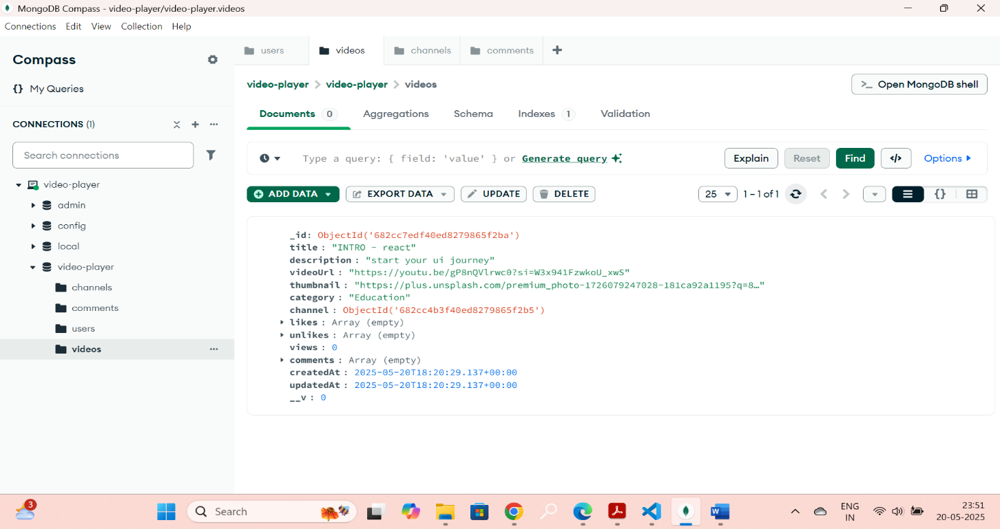 MongoDB Compass - video-player/video-player.videos
Connections Edit View Collection Help
Compass
{} My Queries
CONNECTIONS (1)
Search connections
video-player
admin
config
local
video-player
channels
comments
users
videos
users videos channels comments
video-player > video-player > videos
>_ Open MongoDB shell
Documents 0 Aggregations Schema Indexes 1 Validation
Type a query: { field: 'value' } or Generate query
Explain Reset Find </> Options
ADD DATA EXPORT DATA UPDATE DELETE 25 1 – 1 of 1 {}
_id: ObjectId('682cc7edf40ed8279865f2ba')
title : "INTRO - react"
description : "start your ui journey"
videoUrl : "https://youtu.be/gP8nQVlrwc0?si=W3x941FzwkoU_xwS"
thumbnail : "https://plus.unsplash.com/premium_photo-1726079247028-181ca92a1195?q=8…"
category : "Education"
channel : ObjectId('682cc4b3f40ed8279865f2b5')
likes : Array (empty)
unlikes : Array (empty)
views : 0
comments : Array (empty)
createdAt : 2025-05-20T18:20:29.137+00:00
updatedAt : 2025-05-20T18:20:29.137+00:00
__v : 0
3
Search
ENG
IN
23:51
20-05-2025